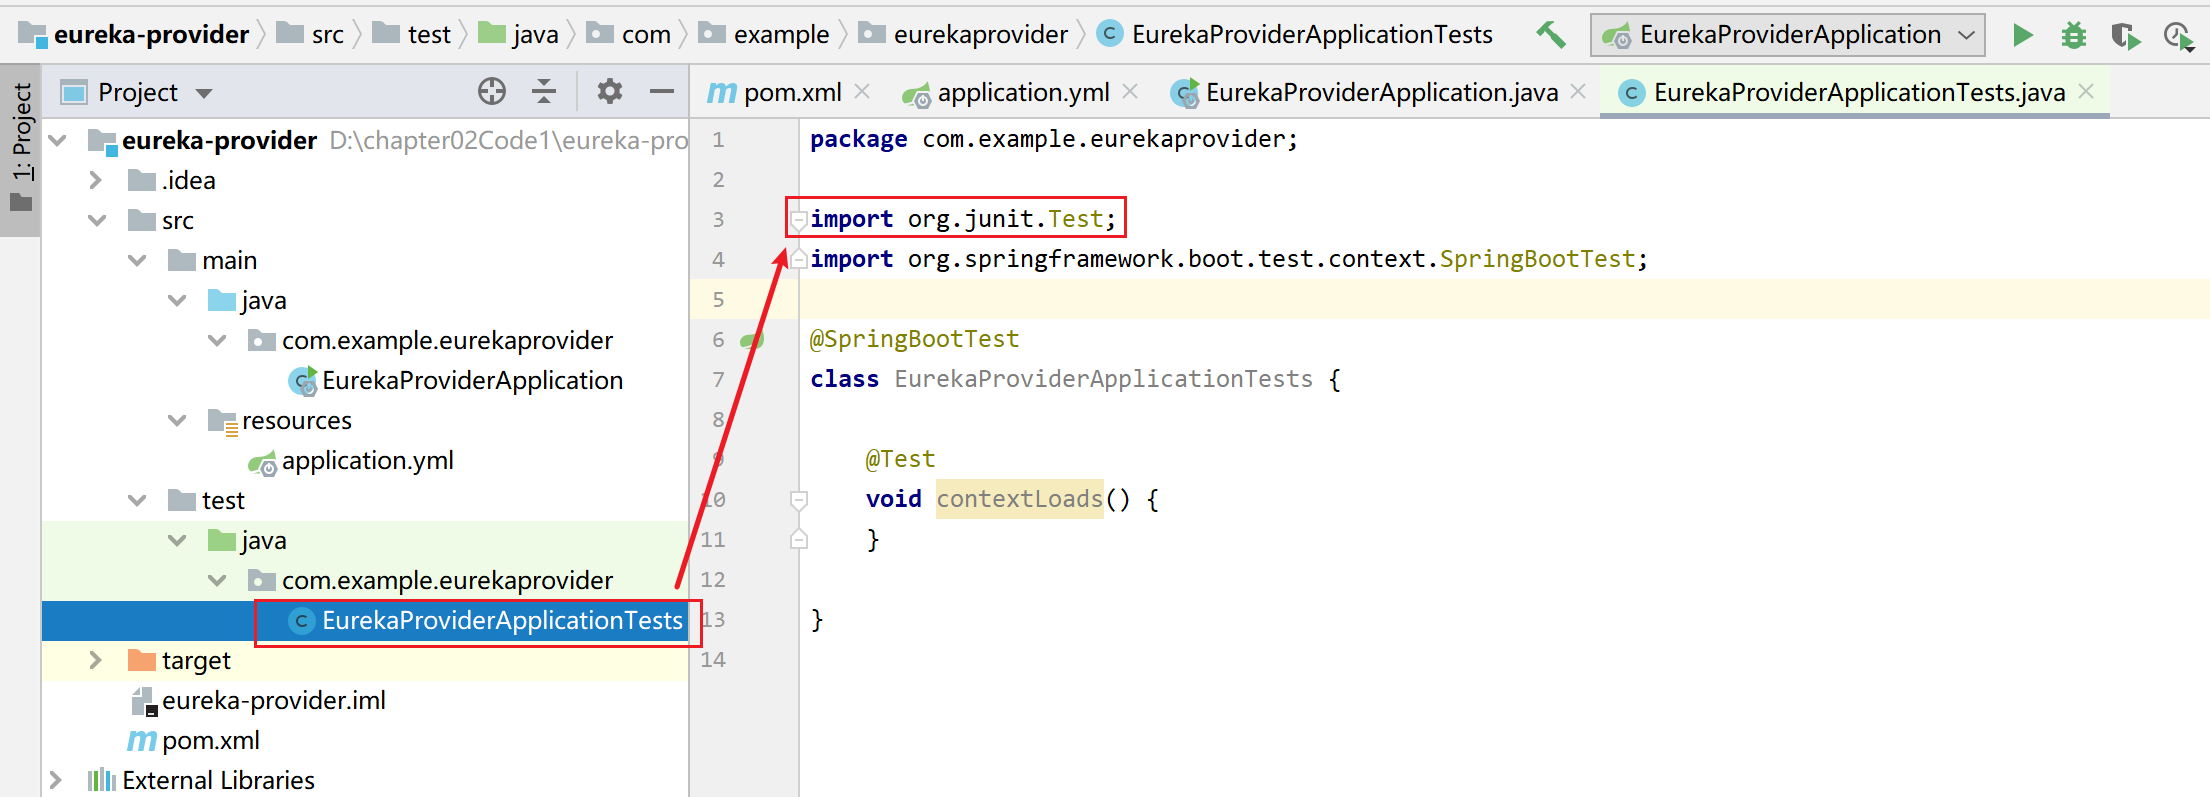 eureka-provider src test java com example eurekaprovider EurekaProviderApplicationTests EurekaProviderApplication
1: Project
Project
pom.xml application.yml EurekaProviderApplication.java EurekaProviderApplicationTests.java
eureka-provider D:\chapter02Code1\eureka-pro
.idea
src
main
java
com.example.eurekaprovider
EurekaProviderApplication
resources
application.yml
test
java
com.example.eurekaprovider
EurekaProviderApplicationTests
target
eureka-provider.iml
pom.xml
External Libraries
1 package com.example.eurekaprovider;
2
3 import org.junit.Test;
4 import org.springframework.boot.test.context.SpringBootTest;
5
6 @SpringBootTest
7 class EurekaProviderApplicationTests {
8
9 @Test
10 void contextLoads() {
11 }
12
13 }
14